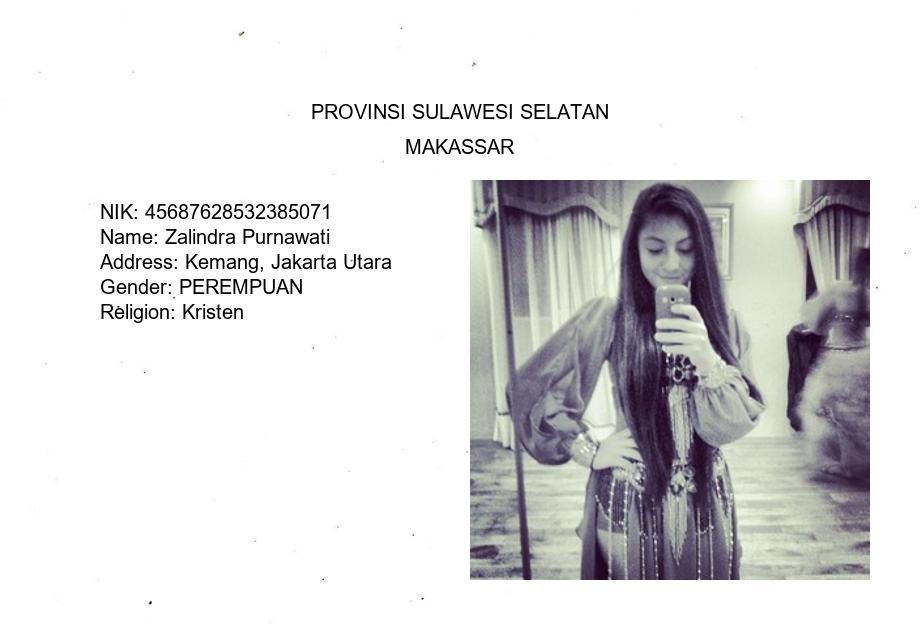 PROVINSI SULAWESI SELATAN
MAKASSAR
NIK: 45687628532385071
Name: Zalindra Purnawati
Address: Kemang, Jakarta Utara
Gender: PEREMPUAN
Religion: Kristen